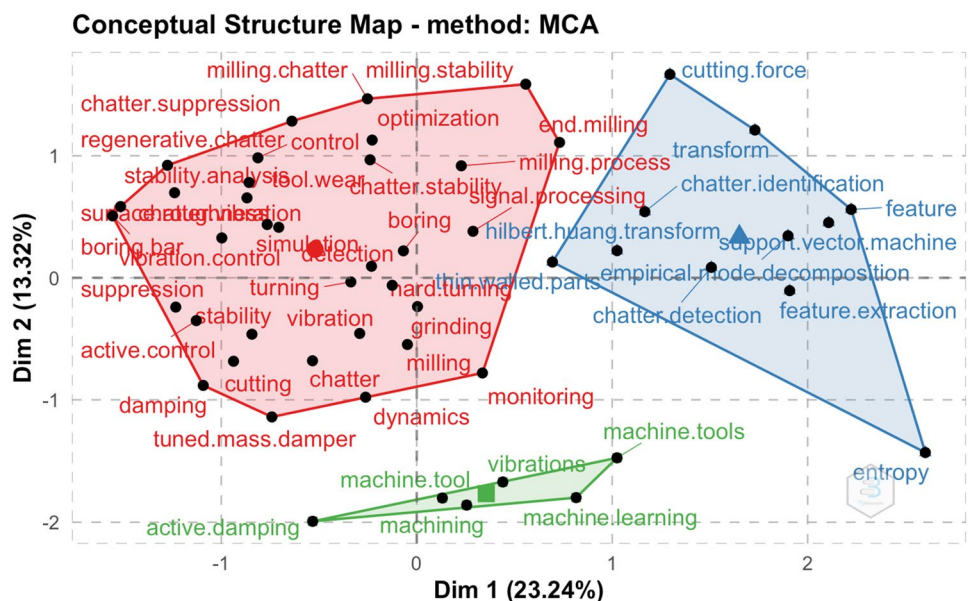 Conceptual Structure Map - method: MCA
milling.chatter milling.stability
cutting.force
chatter.suppression
optimization
end.milling
regenerative.chatter
control
transform
milling.process
stability.analysis
tool.wear
chatter.stability
chatter.identification
signal.processing
feature
surface.roughness
chatter.vibration
boring
hilbert.huang.transform
support.vector.machine
boring.bar
simulation
vibration.control
detection
empirical.mode.decomposition
thin.walled.parts
suppression
turning
hard.turning
feature.extraction
chatter.detection
stability
vibration
grinding
active.control
milling
cutting
chatter
monitoring
damping
dynamics
tuned.mass.damper
machine.tools
vibrations
machine.tool
entropy
machine.learning
active.damping
machining
1
0
-1
-2
-1
0
1
2
Dim 2 (13.32%)
Dim 1 (23.24%)